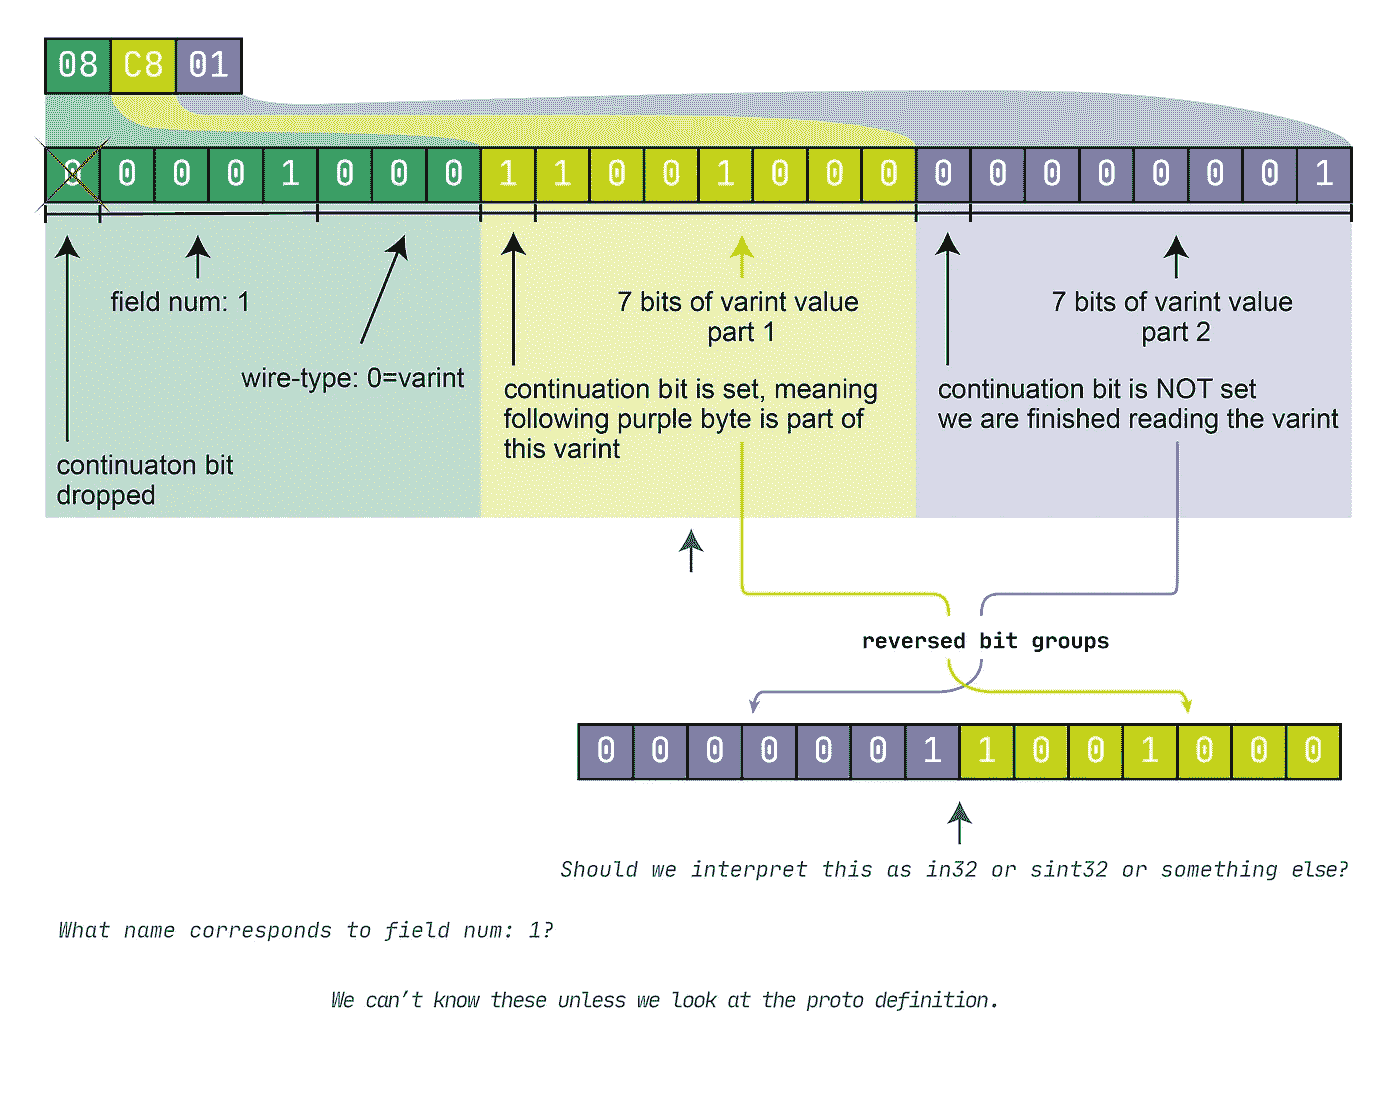 08 C8 01
0 0 0 0 1 0 0 0 1 1 0 0 1 0 0 0 0 0 0 0 0 0 0 1
field num: 1
wire-type: 0=varint
continuaton bit
dropped
7 bits of varint value
part 1
continuation bit is set, meaning
following purple byte is part of
this varint
7 bits of varint value
part 2
continuation bit is NOT set
we are finished reading the varint
reversed bit groups
0 0 0 0 0 0 1 1 0 0 1 0 0 0
Should we interpret this as in32 or sint32 or something else?
What name corresponds to field num: 1?
We can't know these unless we look at the proto definition.